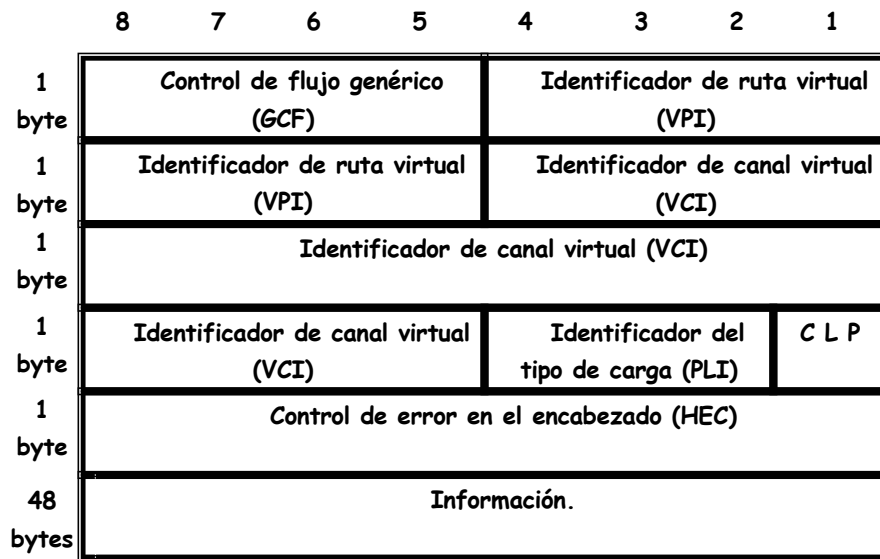 8 7 6 5 4 3 2 1
1 byte
Control de flujo genérico (GCF)
Identificador de ruta virtual (VPI)
1 byte
Identificador de ruta virtual (VPI)
Identificador de canal virtual (VCI)
1 byte
Identificador de canal virtual (VCI)
1 byte
Identificador de canal virtual (VCI)
Identificador del tipo de carga (PLI)
C L P
1 byte
Control de error en el encabezado (HEC)
48 bytes
Información.